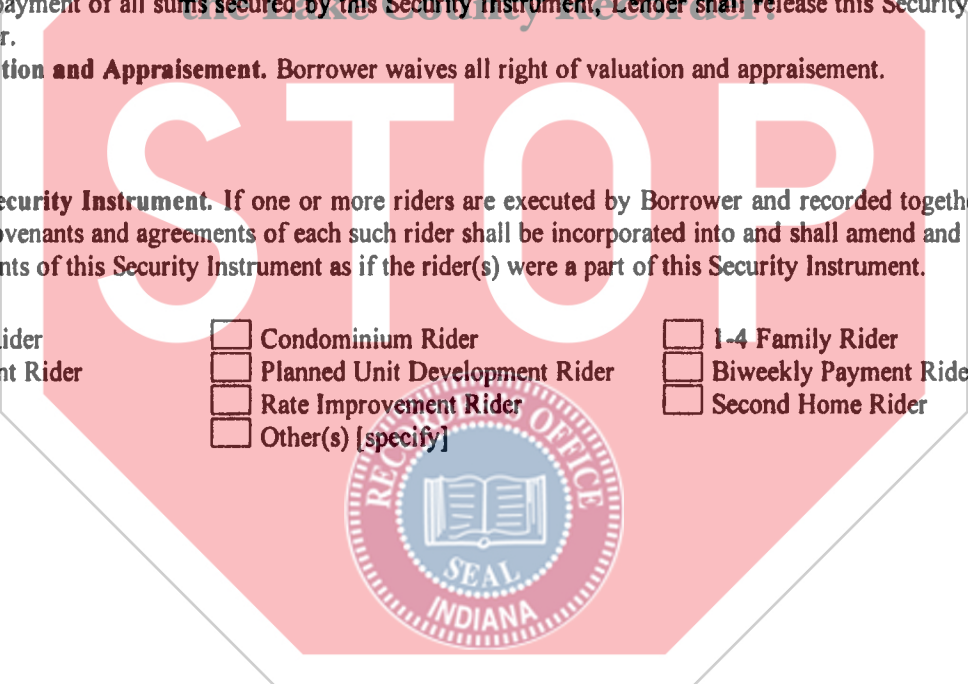 payment of all sums secured by this Security Instrument, Lender shall release this Security
the Lake County Recorder!
r.
tion and Appraisement. Borrower waives all right of valuation and appraisement.
STOP
ecurity Instrument. If one or more riders are executed by Borrower and recorded togethe
ovenants and agreements of each such rider shall be incorporated into and shall amend and
nts of this Security Instrument as if the rider(s) were a part of this Security Instrument.
ider Condominium Rider 1-4 Family Rider
nt Rider Planned Unit Development Rider Biweekly Payment Ride
Rate Improvement Rider Second Home Rider
Other(s) [specify]
RECORDER'S OFFICE
SEAL
INDIANA